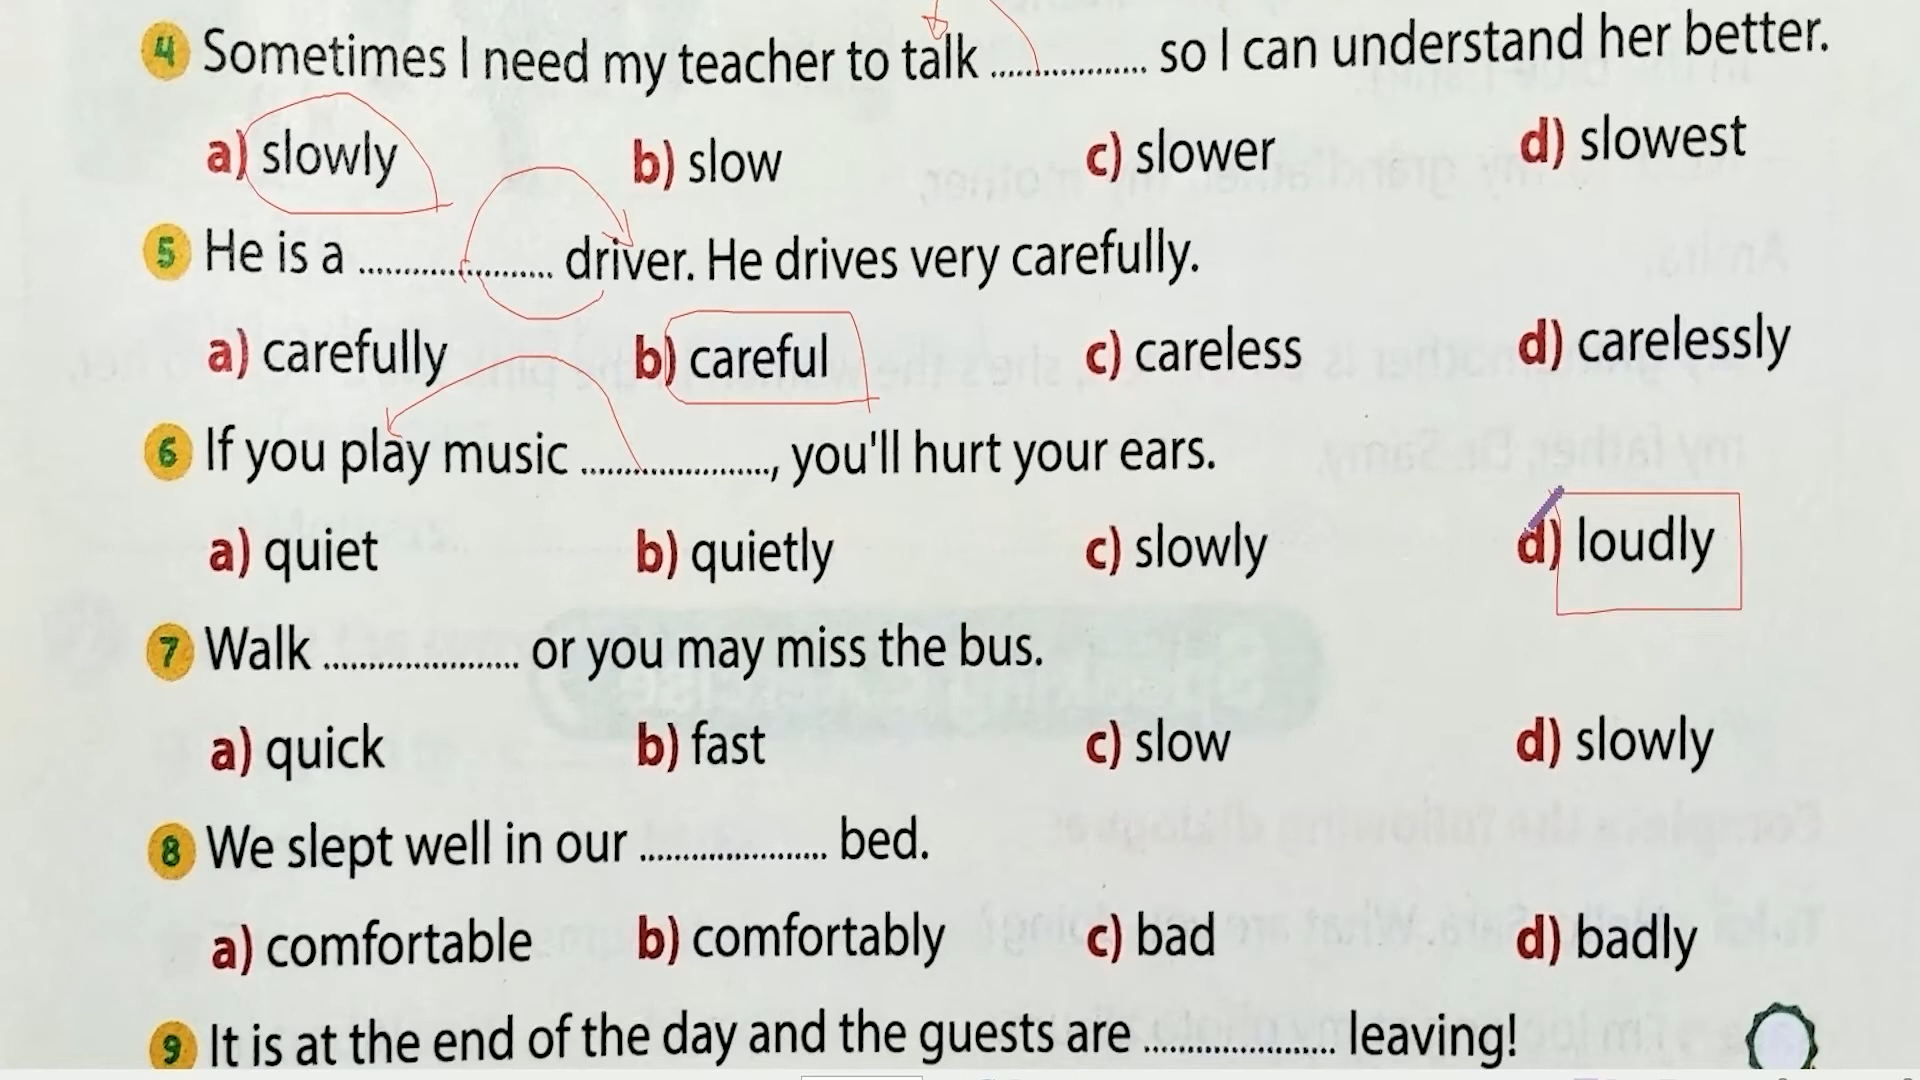 4 Sometimes I need my teacher to talk ................. so I can understand her better.
a) slowly b) slow c) slower d) slowest
5 He is a ..................... driver. He drives very carefully.
a) carefully b) careful c) careless d) carelessly
6 If you play music ....................., you'll hurt your ears.
a) quiet b) quietly c) slowly d) loudly
7 Walk ..................... or you may miss the bus.
a) quick b) fast c) slow d) slowly
8 We slept well in our ..................... bed.
a) comfortable b) comfortably c) bad d) badly
9 It is at the end of the day and the guests are ..................... leaving!